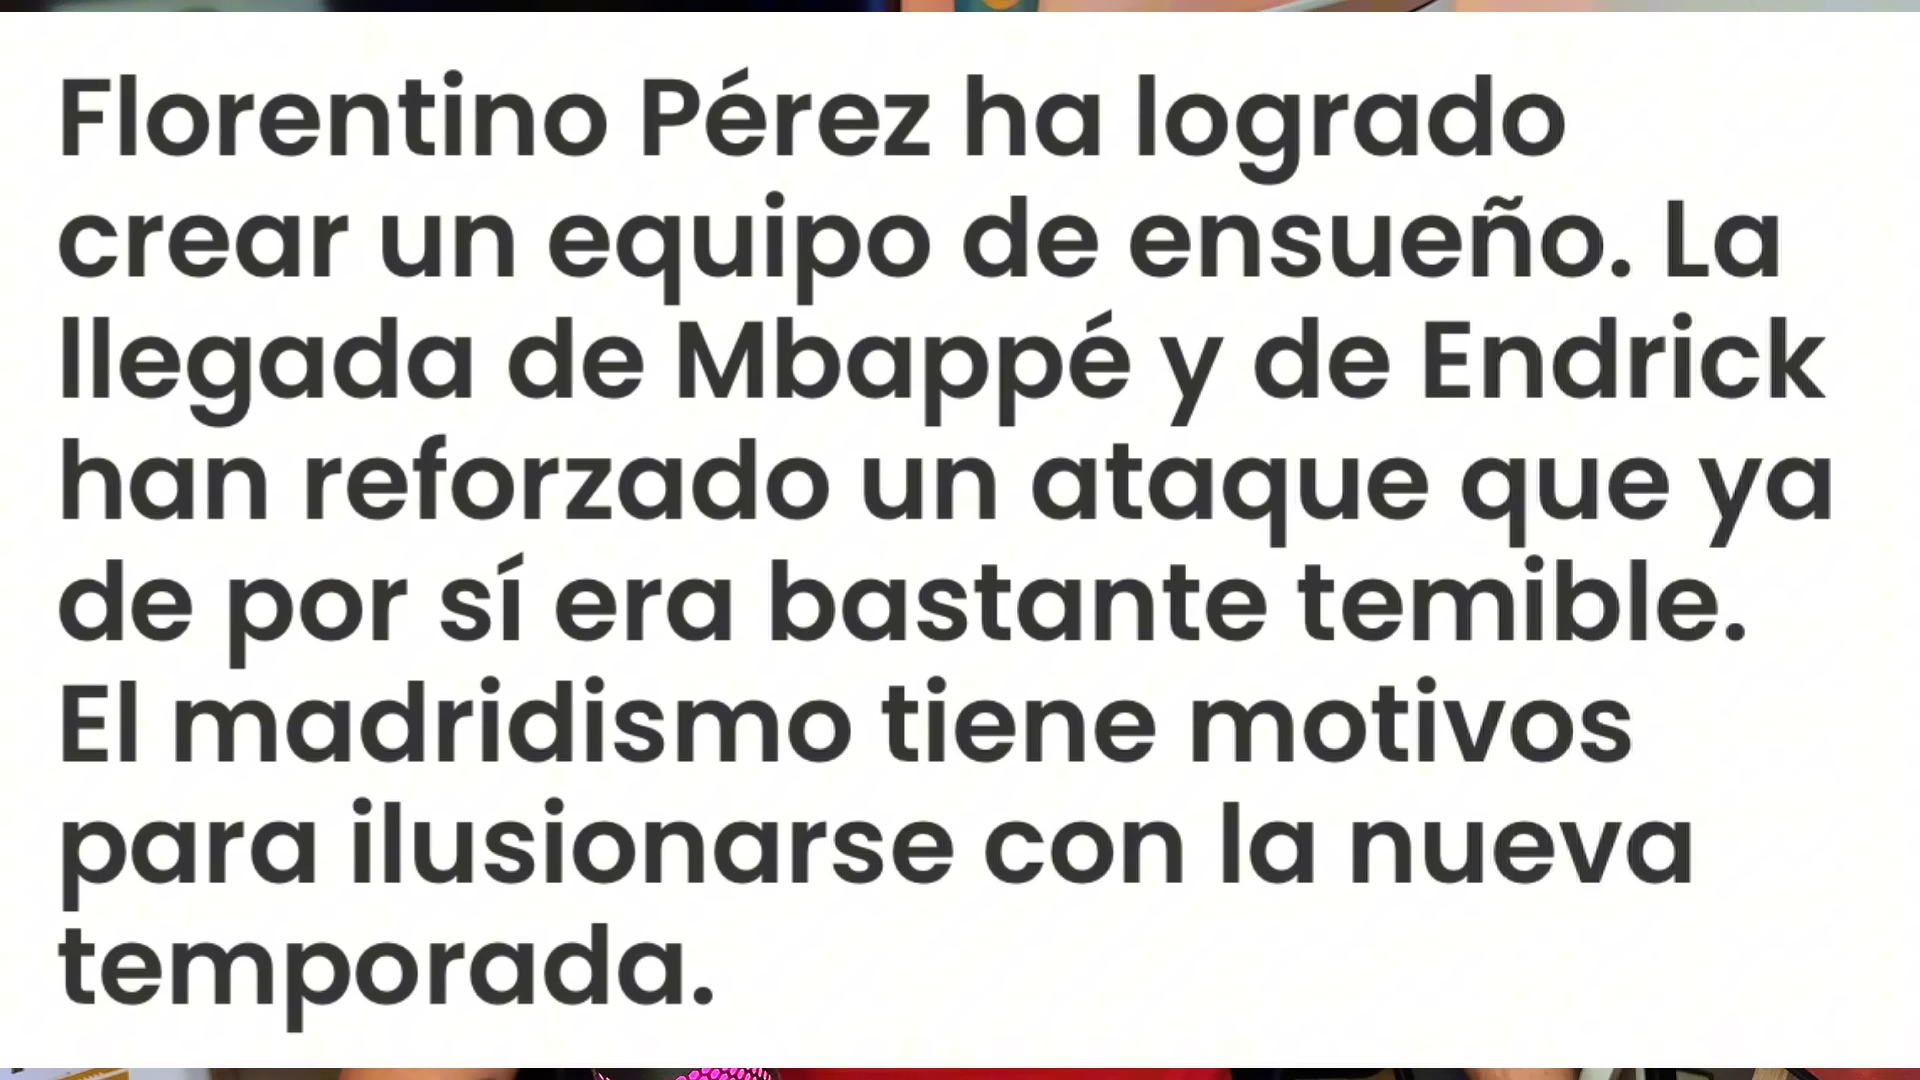 Florentino Pérez ha logrado
crear un equipo de ensueño. La
llegada de Mbappé y de Endrick
han reforzado un ataque que ya
de por sí era bastante temible.
El madridismo tiene motivos
para ilusionarse con la nueva
temporada.